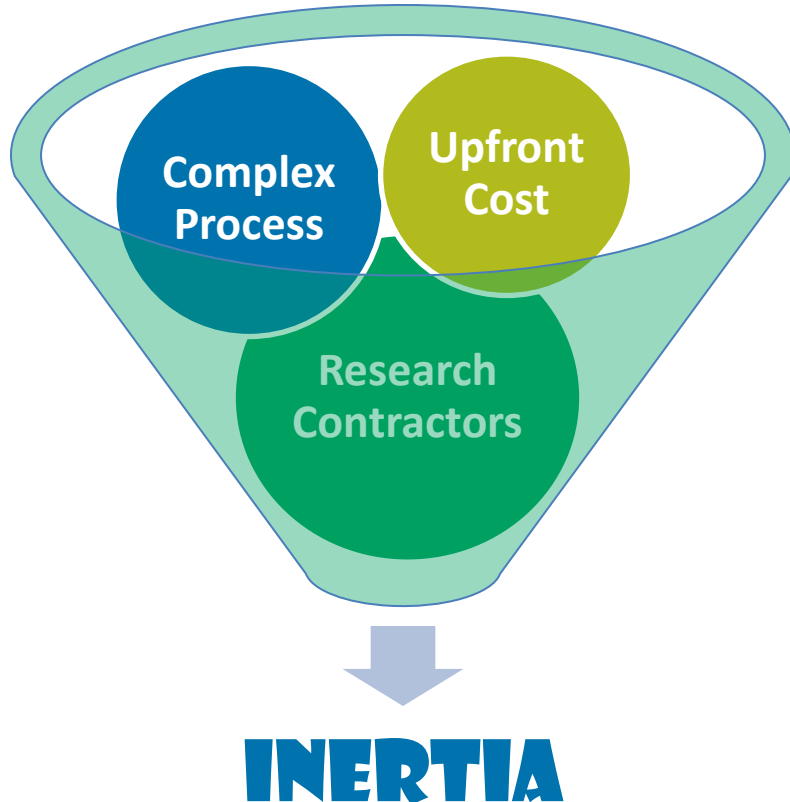 Complex
Process
Upfront
Cost
Research
Contractors
INERTIA